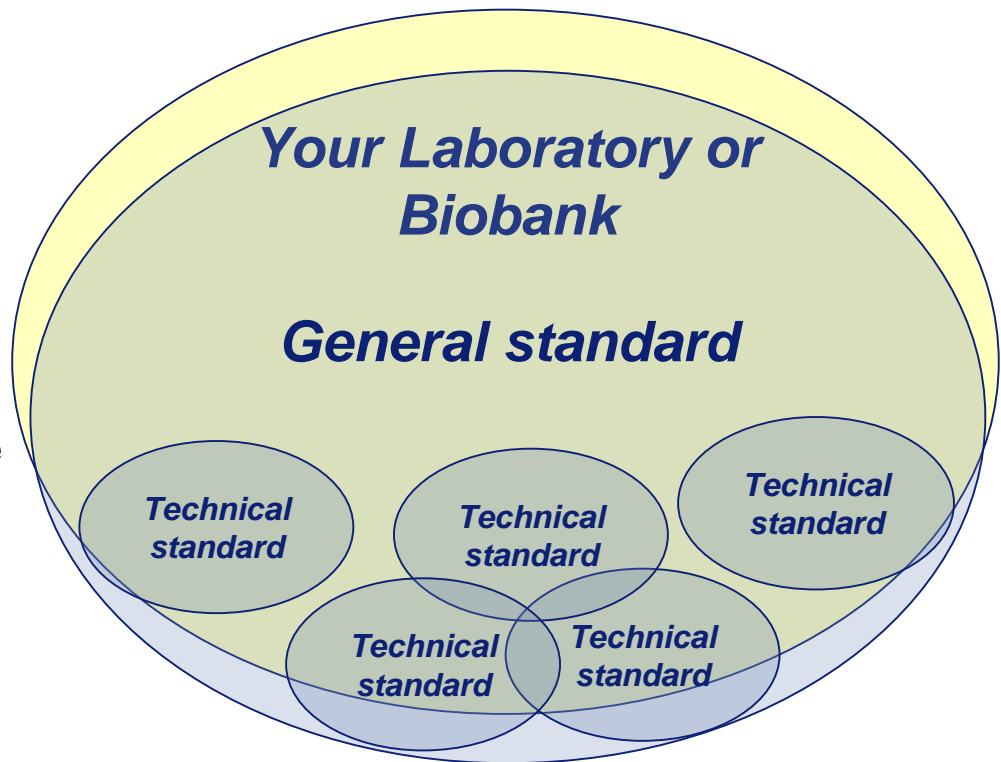 Your Laboratory or
Biobank
General standard
Technical
standard
Technical
standard
Technical
standard
Technical
standard
Technical
standard